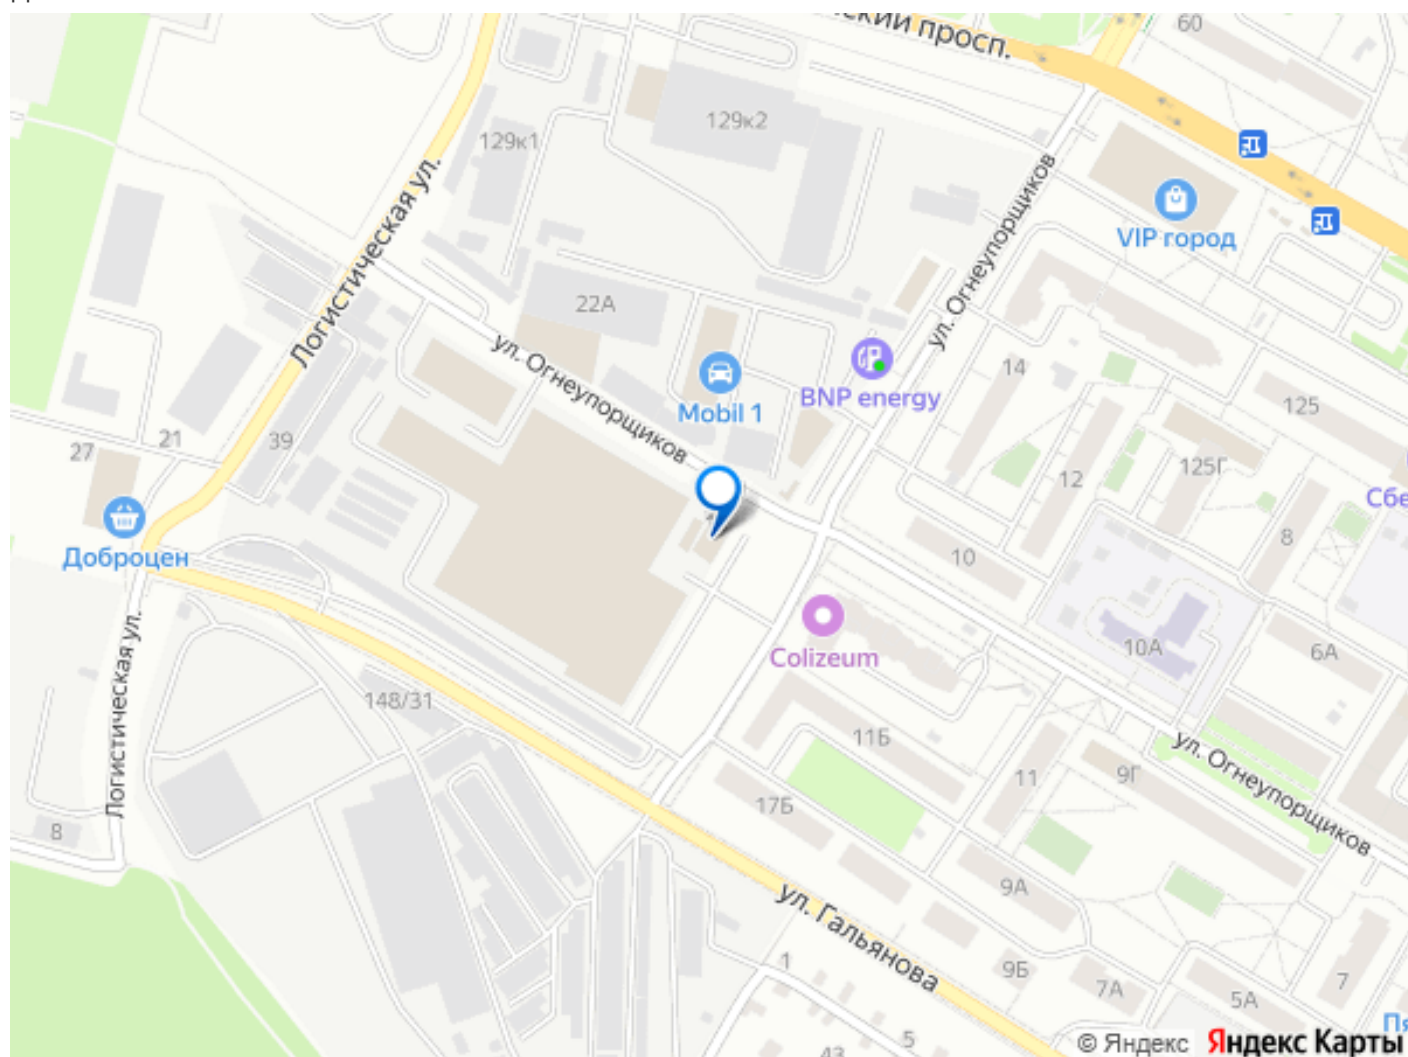 60
ский просп.
129к2
129к1
Логистическая ул.
ул. Огнеупорщиков
VIP город
22А
ул. Огнеупорщиков
Mobil 1
BNP energy
14
125
39
21
27
12
125Г
Сбе
8
Доброцен
10
10А
6А
Colizeum
Логистическая ул.
148/31
11Б
11
9Г
ул. Огнеупорщиков
17Б
8
9А
ул. Гальянова
1
9Б
7А
7
5А
5
43
Пя
© Яндекс
Яндекс Карты